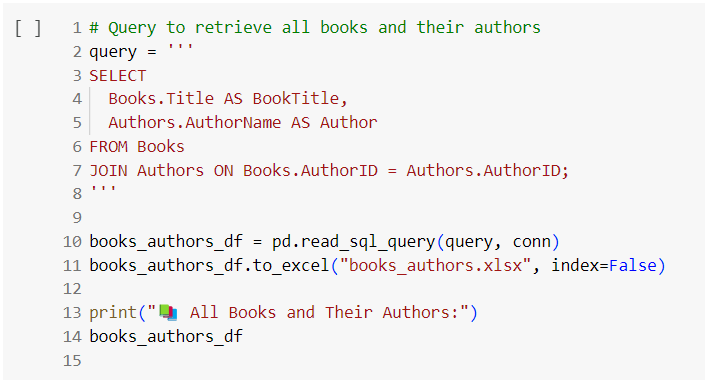 [ ] 1 # Query to retrieve all books and their authors
2 query = '''
3 SELECT
4   Books.Title AS BookTitle,
5   Authors.AuthorName AS Author
6 FROM Books
7 JOIN Authors ON Books.AuthorID = Authors.AuthorID;
8 '''
9
10 books_authors_df = pd.read_sql_query(query, conn)
11 books_authors_df.to_excel("books_authors.xlsx", index=False)
12
13 print("📚 All Books and Their Authors:")
14 books_authors_df
15